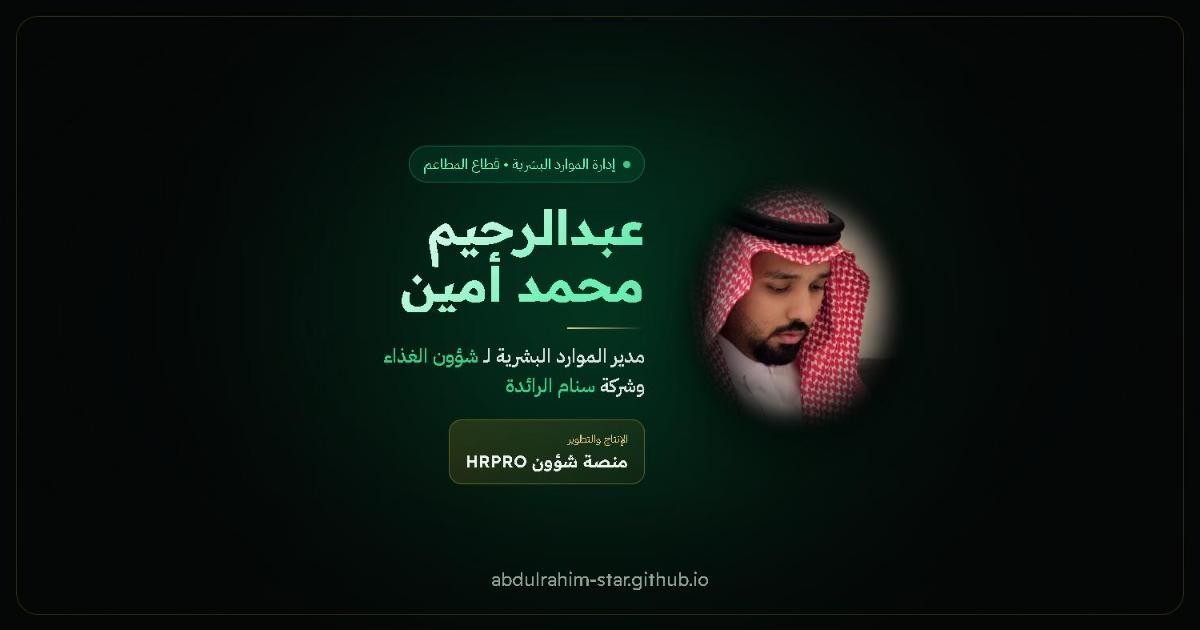 إدارة الموارد البشرية • قطاع المطاعم
عبدالرحيم
محمد أمين
مدير الموارد البشرية لـ شؤون الغذاء
وشركة سنام الرائدة
الإنتاج والتطوير
منصة شؤون HRPRO
abdulrahim-star.github.io